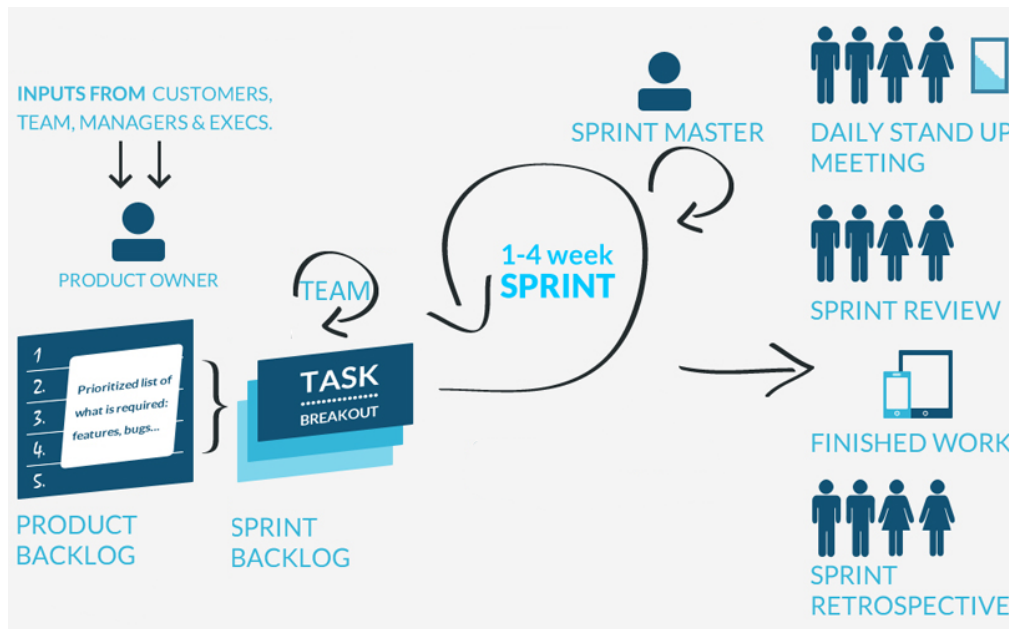 INPUTS FROM CUSTOMERS,
TEAM, MANAGERS & EXECS.
PRODUCT OWNER
1
2.
3.
4.
5.
Prioritized list of
what is required:
features, bugs...
PRODUCT
BACKLOG
TEAM
TASK
BREAKOUT
SPRINT
BACKLOG
1-4 week
SPRINT
SPRINT MASTER
DAILY STAND UP
MEETING
SPRINT REVIEW
FINISHED WORK
SPRINT
RETROSPECTIVE